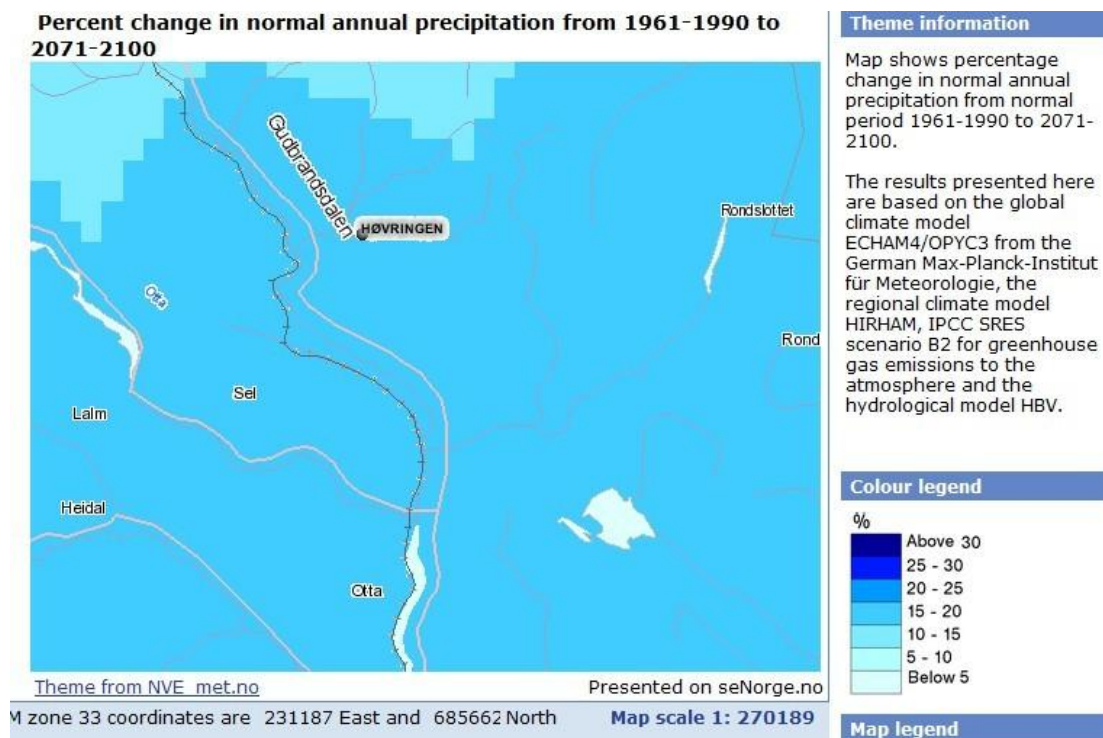 Percent change in normal annual precipitation from 1961-1990 to
2071-2100
Gudbrandsdalen
HØVRINGEN
Rondslottet
Otta
Rond
Sel
Lalm
Heidal
Otta
Theme from NVE met.no
Presented on seNorge.no
M zone 33 coordinates are 231187 East and 685662 North
Map scale 1: 270189
Theme information
Map shows percentage
change in normal annual
precipitation from normal
period 1961-1990 to 2071-
2100.
The results presented here
are based on the global
climate model
ECHAM4/OPYC3 from the
German Max-Planck-Institut
für Meteorologie, the
regional climate model
HIRHAM, IPCC SRES
scenario B2 for greenhouse
gas emissions to the
atmosphere and the
hydrological model HBV.
Colour legend
%
Above 30
25 - 30
20 - 25
15 - 20
10 - 15
5 - 10
Below 5
Map legend